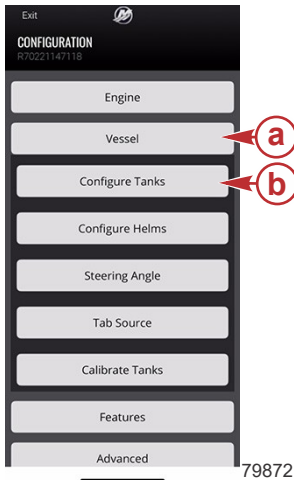 Exit
CONFIGURATION
R70221147118
Engine
Vessel
a
Configure Tanks
b
Configure Helms
Steering Angle
Tab Source
Calibrate Tanks
Features
Advanced
79872